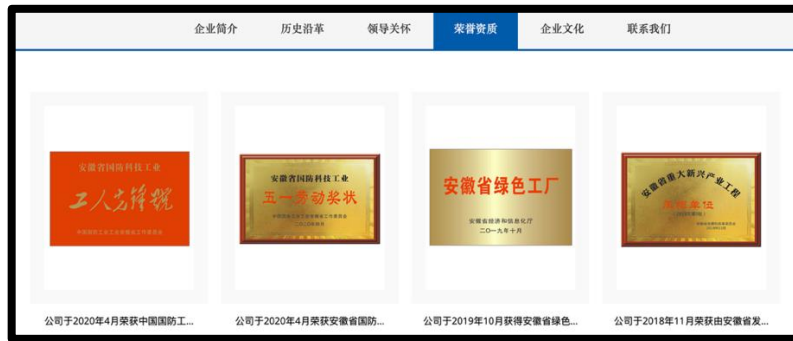 企业简介 历史沿革 领导关怀 荣誉资质 企业文化 联系我们
安徽省国防科技工业
工人先锋号
安徽省国防科技工业
五一劳动奖状
安徽省绿色工厂
安徽省经济和信息化厅
二〇一九年十月
安徽省重大新兴产业工程
公司于2020年4月荣获中国国防工...
公司于2020年4月荣获安徽省国防...
公司于2019年10月获得安徽省绿色...
公司于2018年11月荣获由安徽省发...